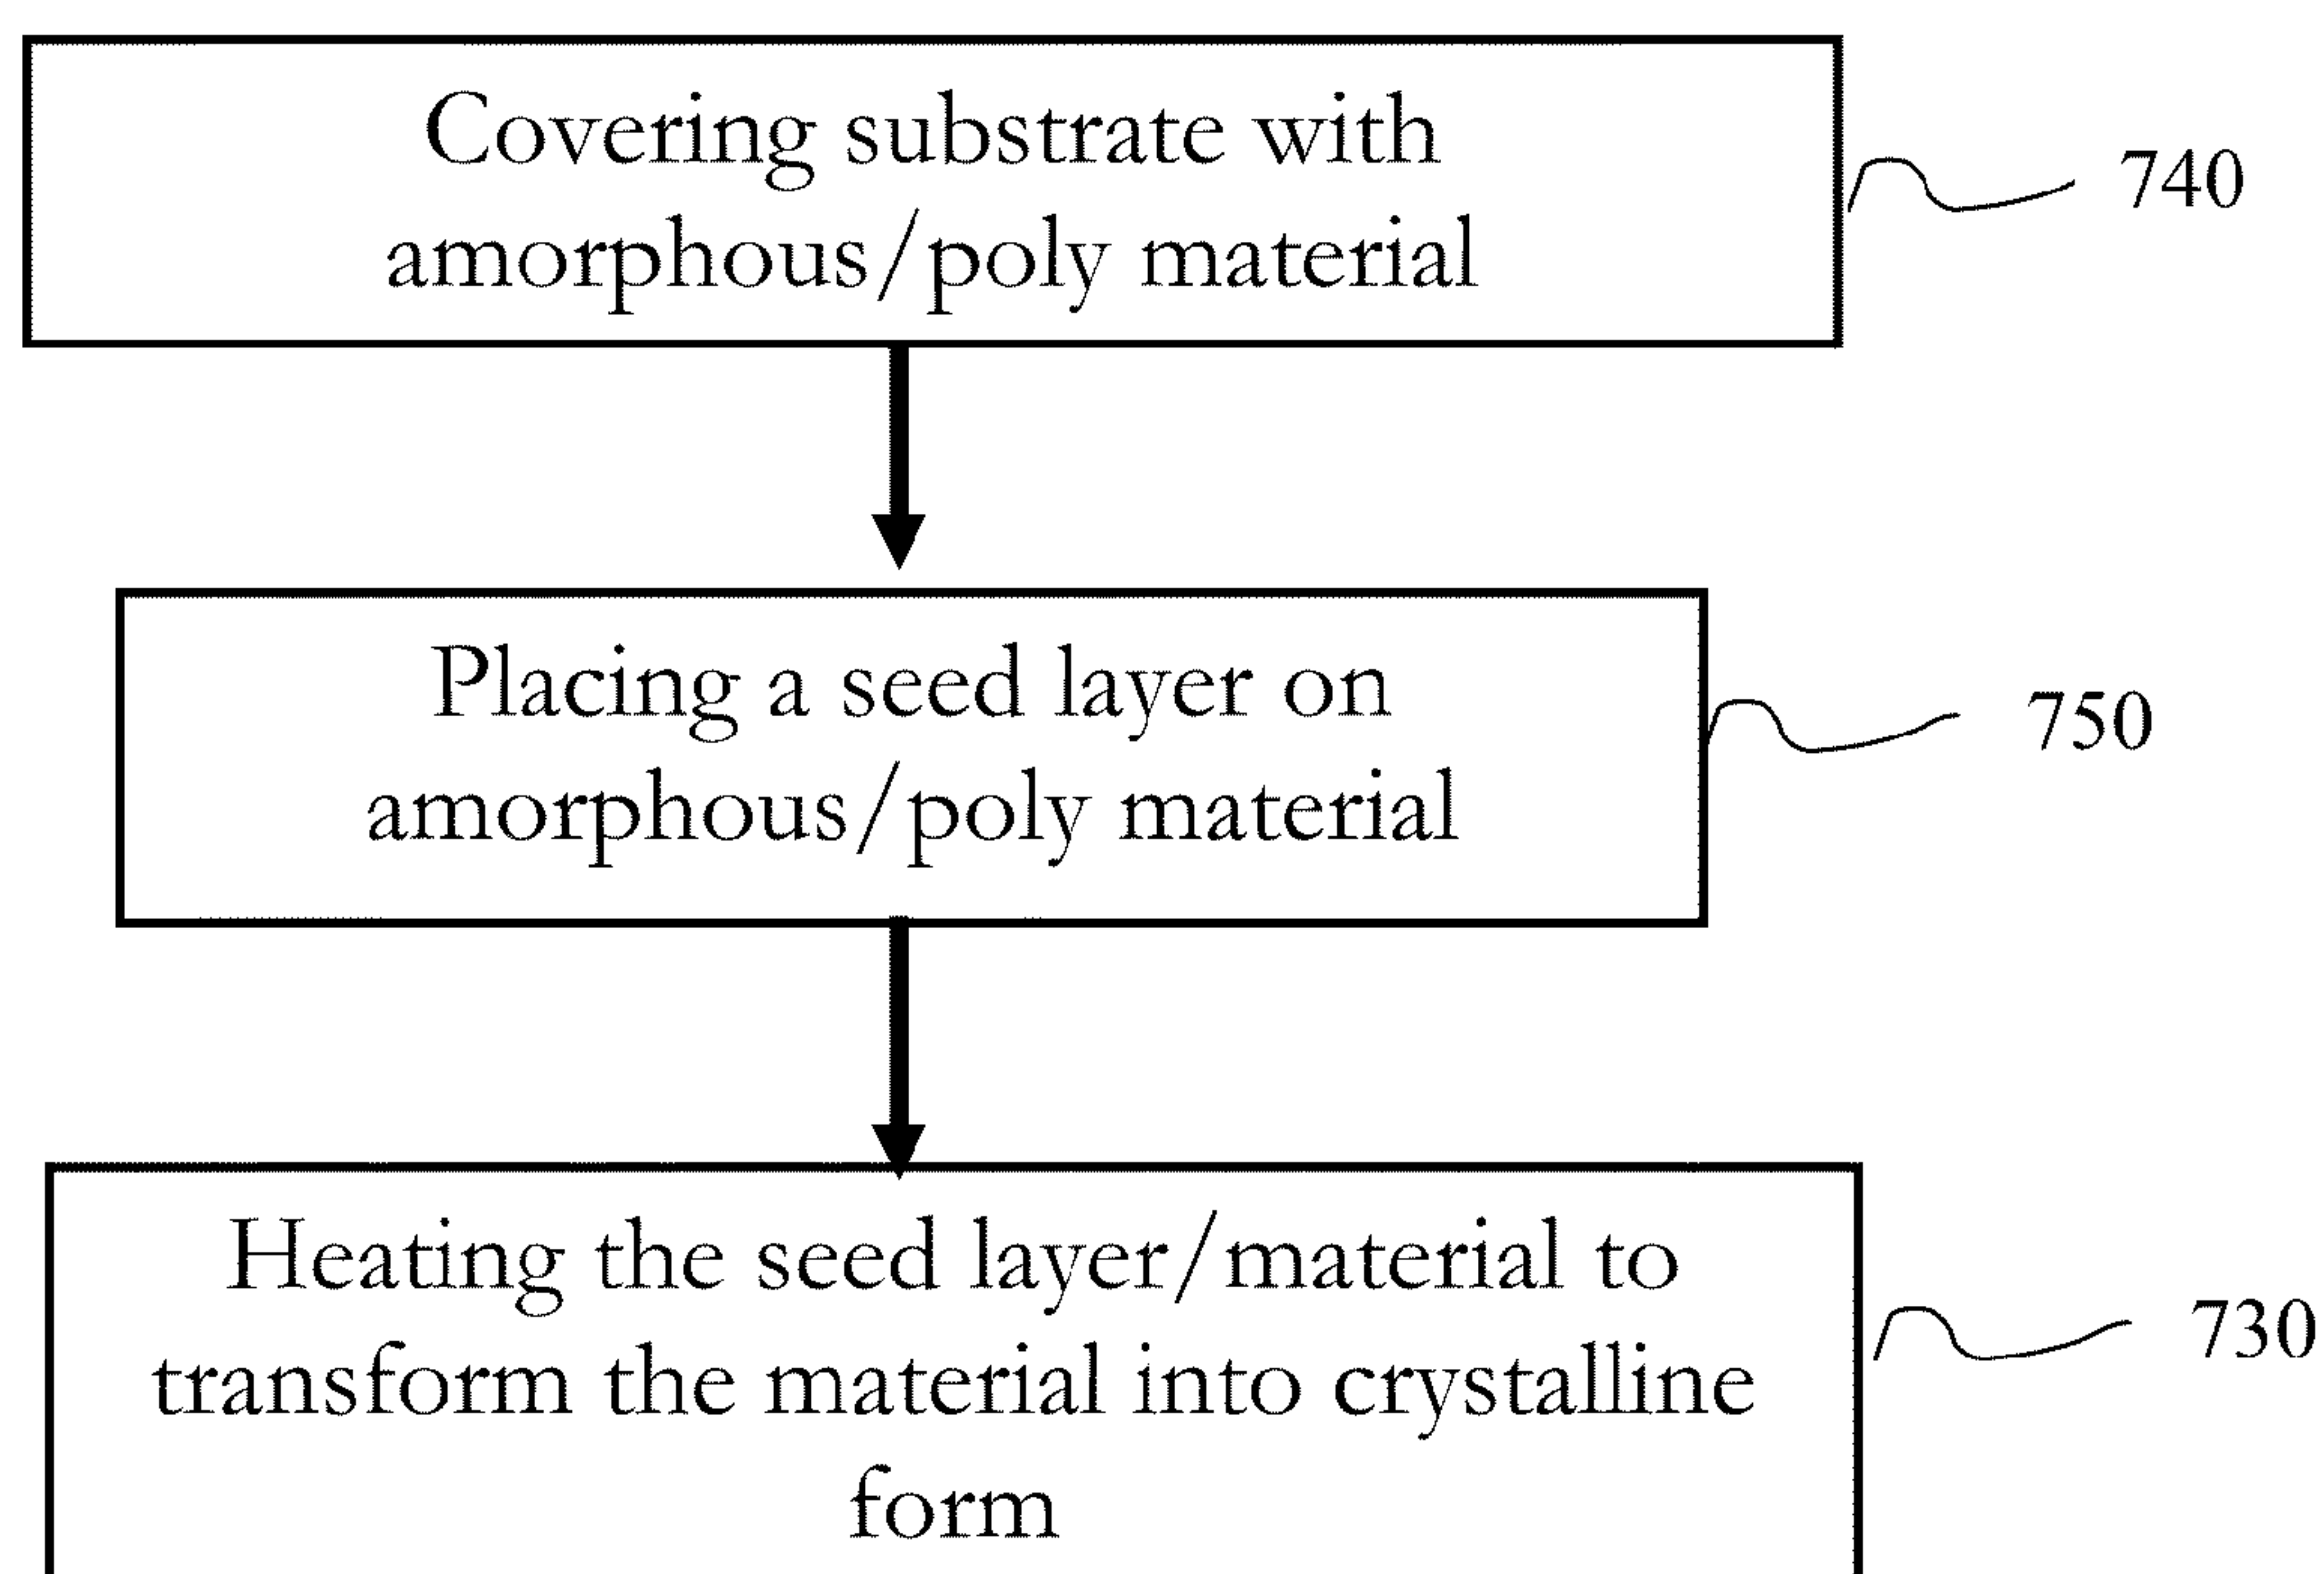 Covering substrate with
amorphous/poly material
740
Placing a seed layer on
amorphous/poly material
750
Heating the seed layer/material to
transform the material into crystalline
form
730